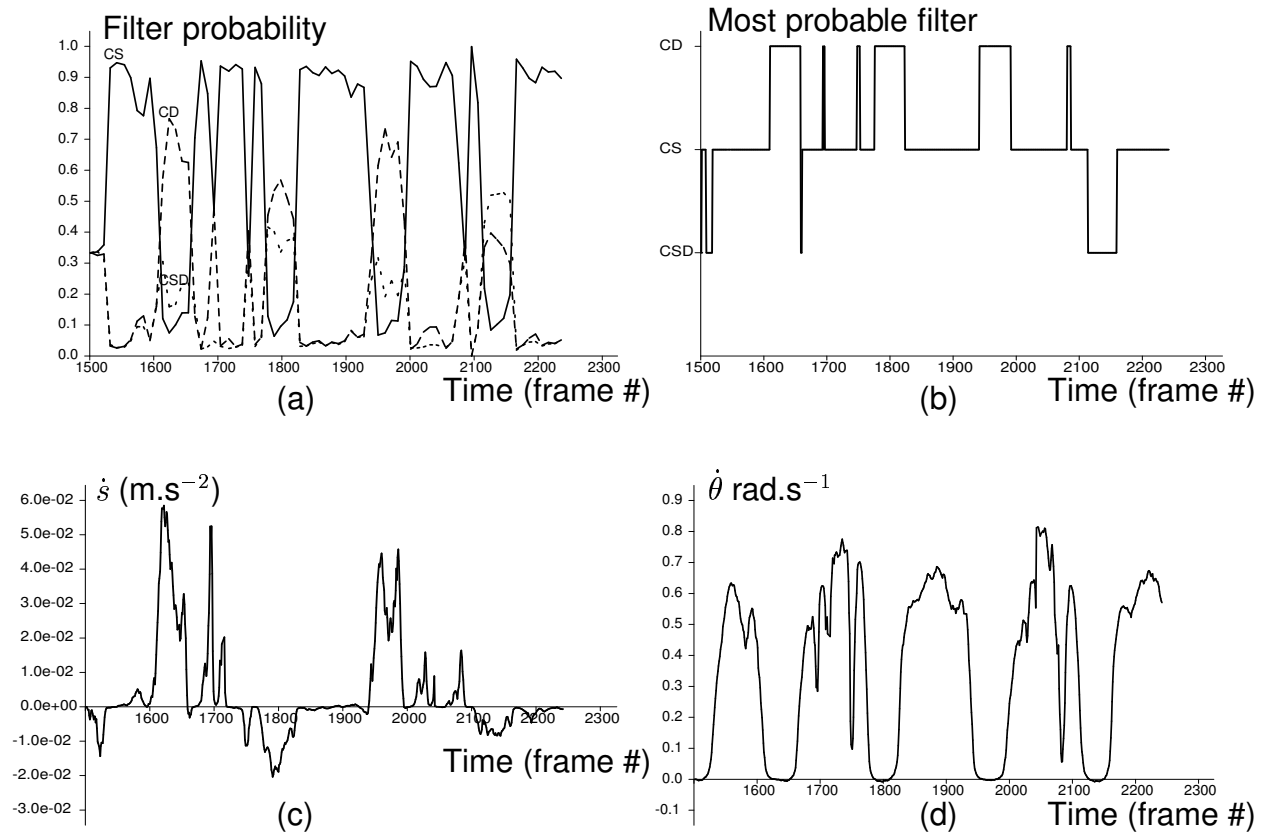 Filter probability
1.0
0.9
0.8
0.7
0.6
0.5
0.4
0.3
0.2
0.1
0.0
CS
CD
CSD
1500 1600 1700 1800 1900 2000 2100 2200 2300
Time (frame #)
(a)
Most probable filter
CD
CS
CSD
1500 1600 1700 1800 1900 2000 2100 2200 2300
Time (frame #)
(b)
ṡ (m.s⁻²)
6.0e-02
5.0e-02
4.0e-02
3.0e-02
2.0e-02
1.0e-02
0.0e+00
-1.0e-02
-2.0e-02
-3.0e-02
1600 1700 1800 1900 2000 2100 2200 2300
Time (frame #)
(c)
θ̇ rad.s⁻¹
0.9
0.8
0.7
0.6
0.5
0.4
0.3
0.2
0.1
0.0
-0.1
1600 1700 1800 1900 2000 2100 2200 2300
Time (frame #)
(d)